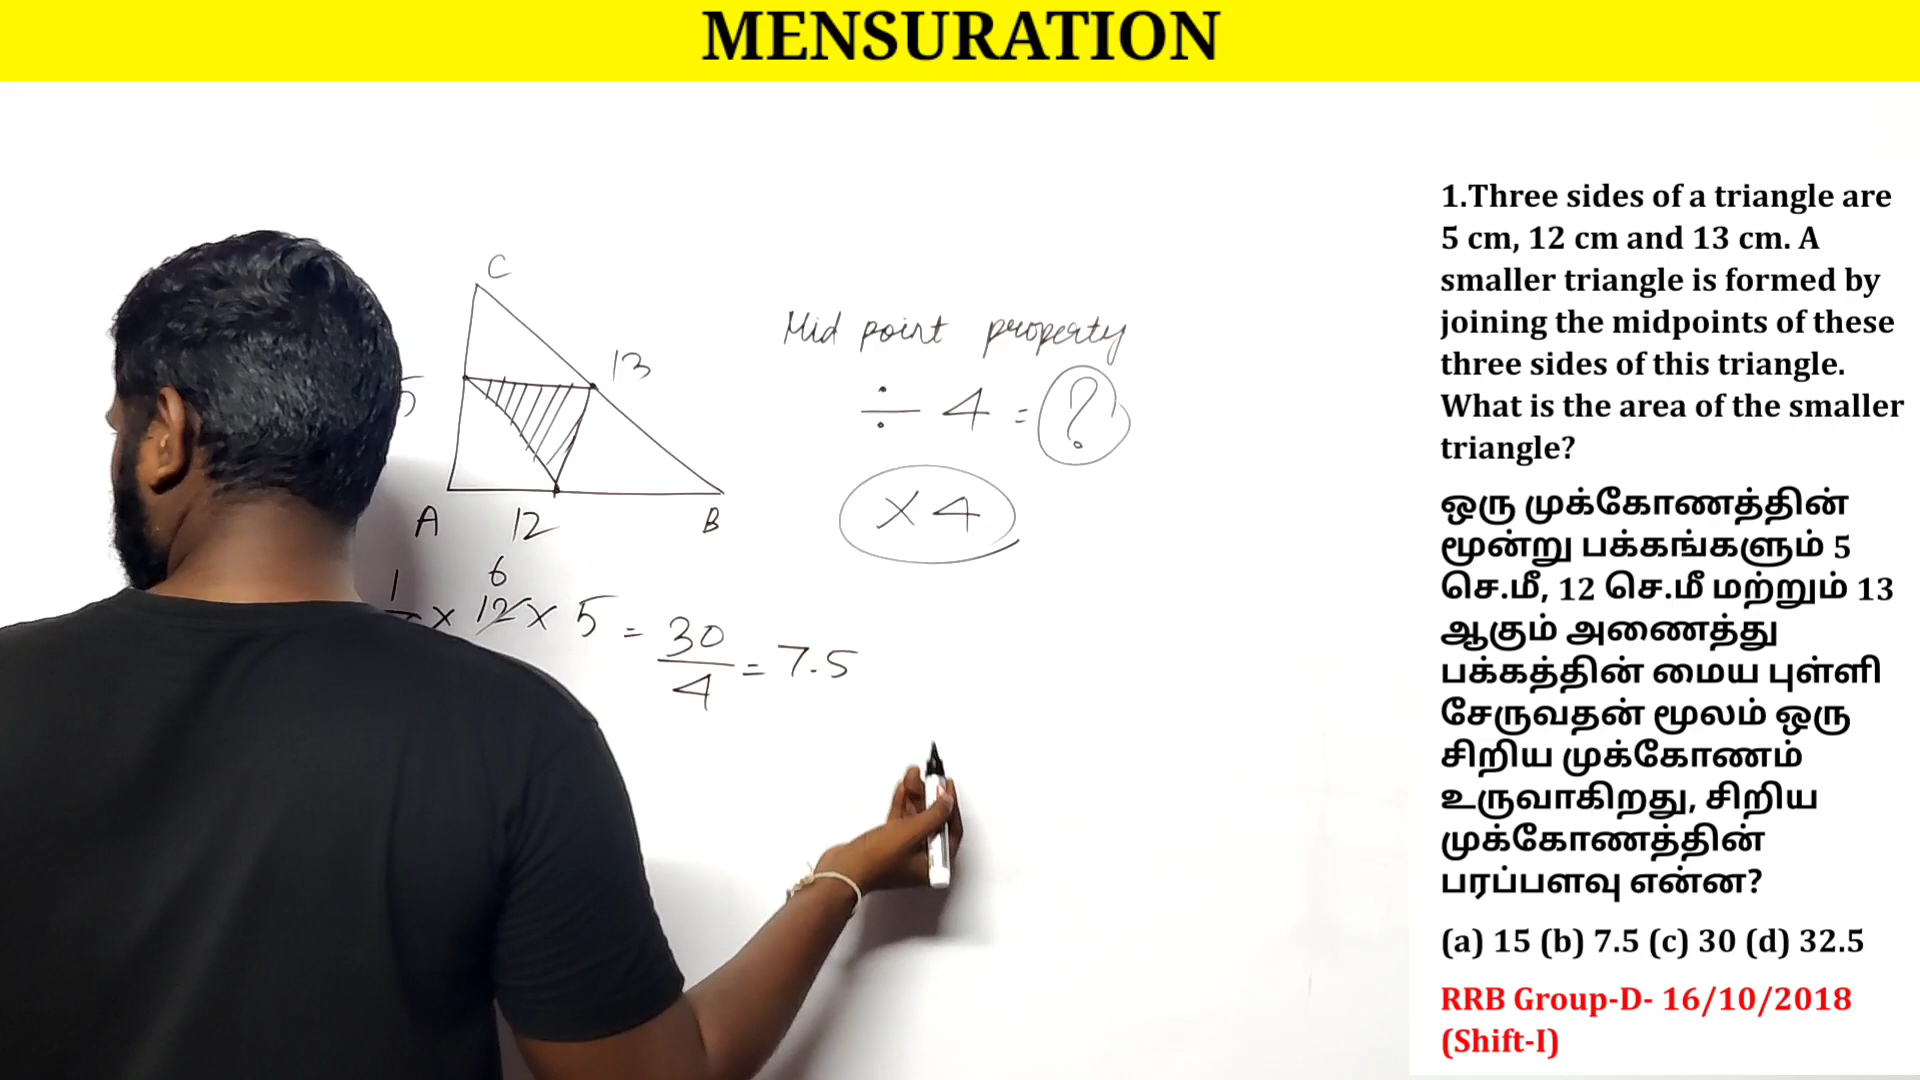 MENSURATION
C
Mid point property
13
5
÷ 4 = ?
× 4
A 12 B
6
1
× 12 × 5 = 30
4
= 7.5
1.Three sides of a triangle are
5 cm, 12 cm and 13 cm. A
smaller triangle is formed by
joining the midpoints of these
three sides of this triangle.
What is the area of the smaller
triangle?
ஒரு முக்கோணத்தின்
மூன்று பக்கங்களும் 5
செ.மீ, 12 செ.மீ மற்றும் 13
ஆகும் அணைத்து
பக்கத்தின் மைய புள்ளி
சேருவதன் மூலம் ஒரு
சிறிய முக்கோணம்
உருவாகிறது, சிறிய
முக்கோணத்தின்
பரப்பளவு என்ன?
(a) 15 (b) 7.5 (c) 30 (d) 32.5
RRB Group-D- 16/10/2018
(Shift-I)